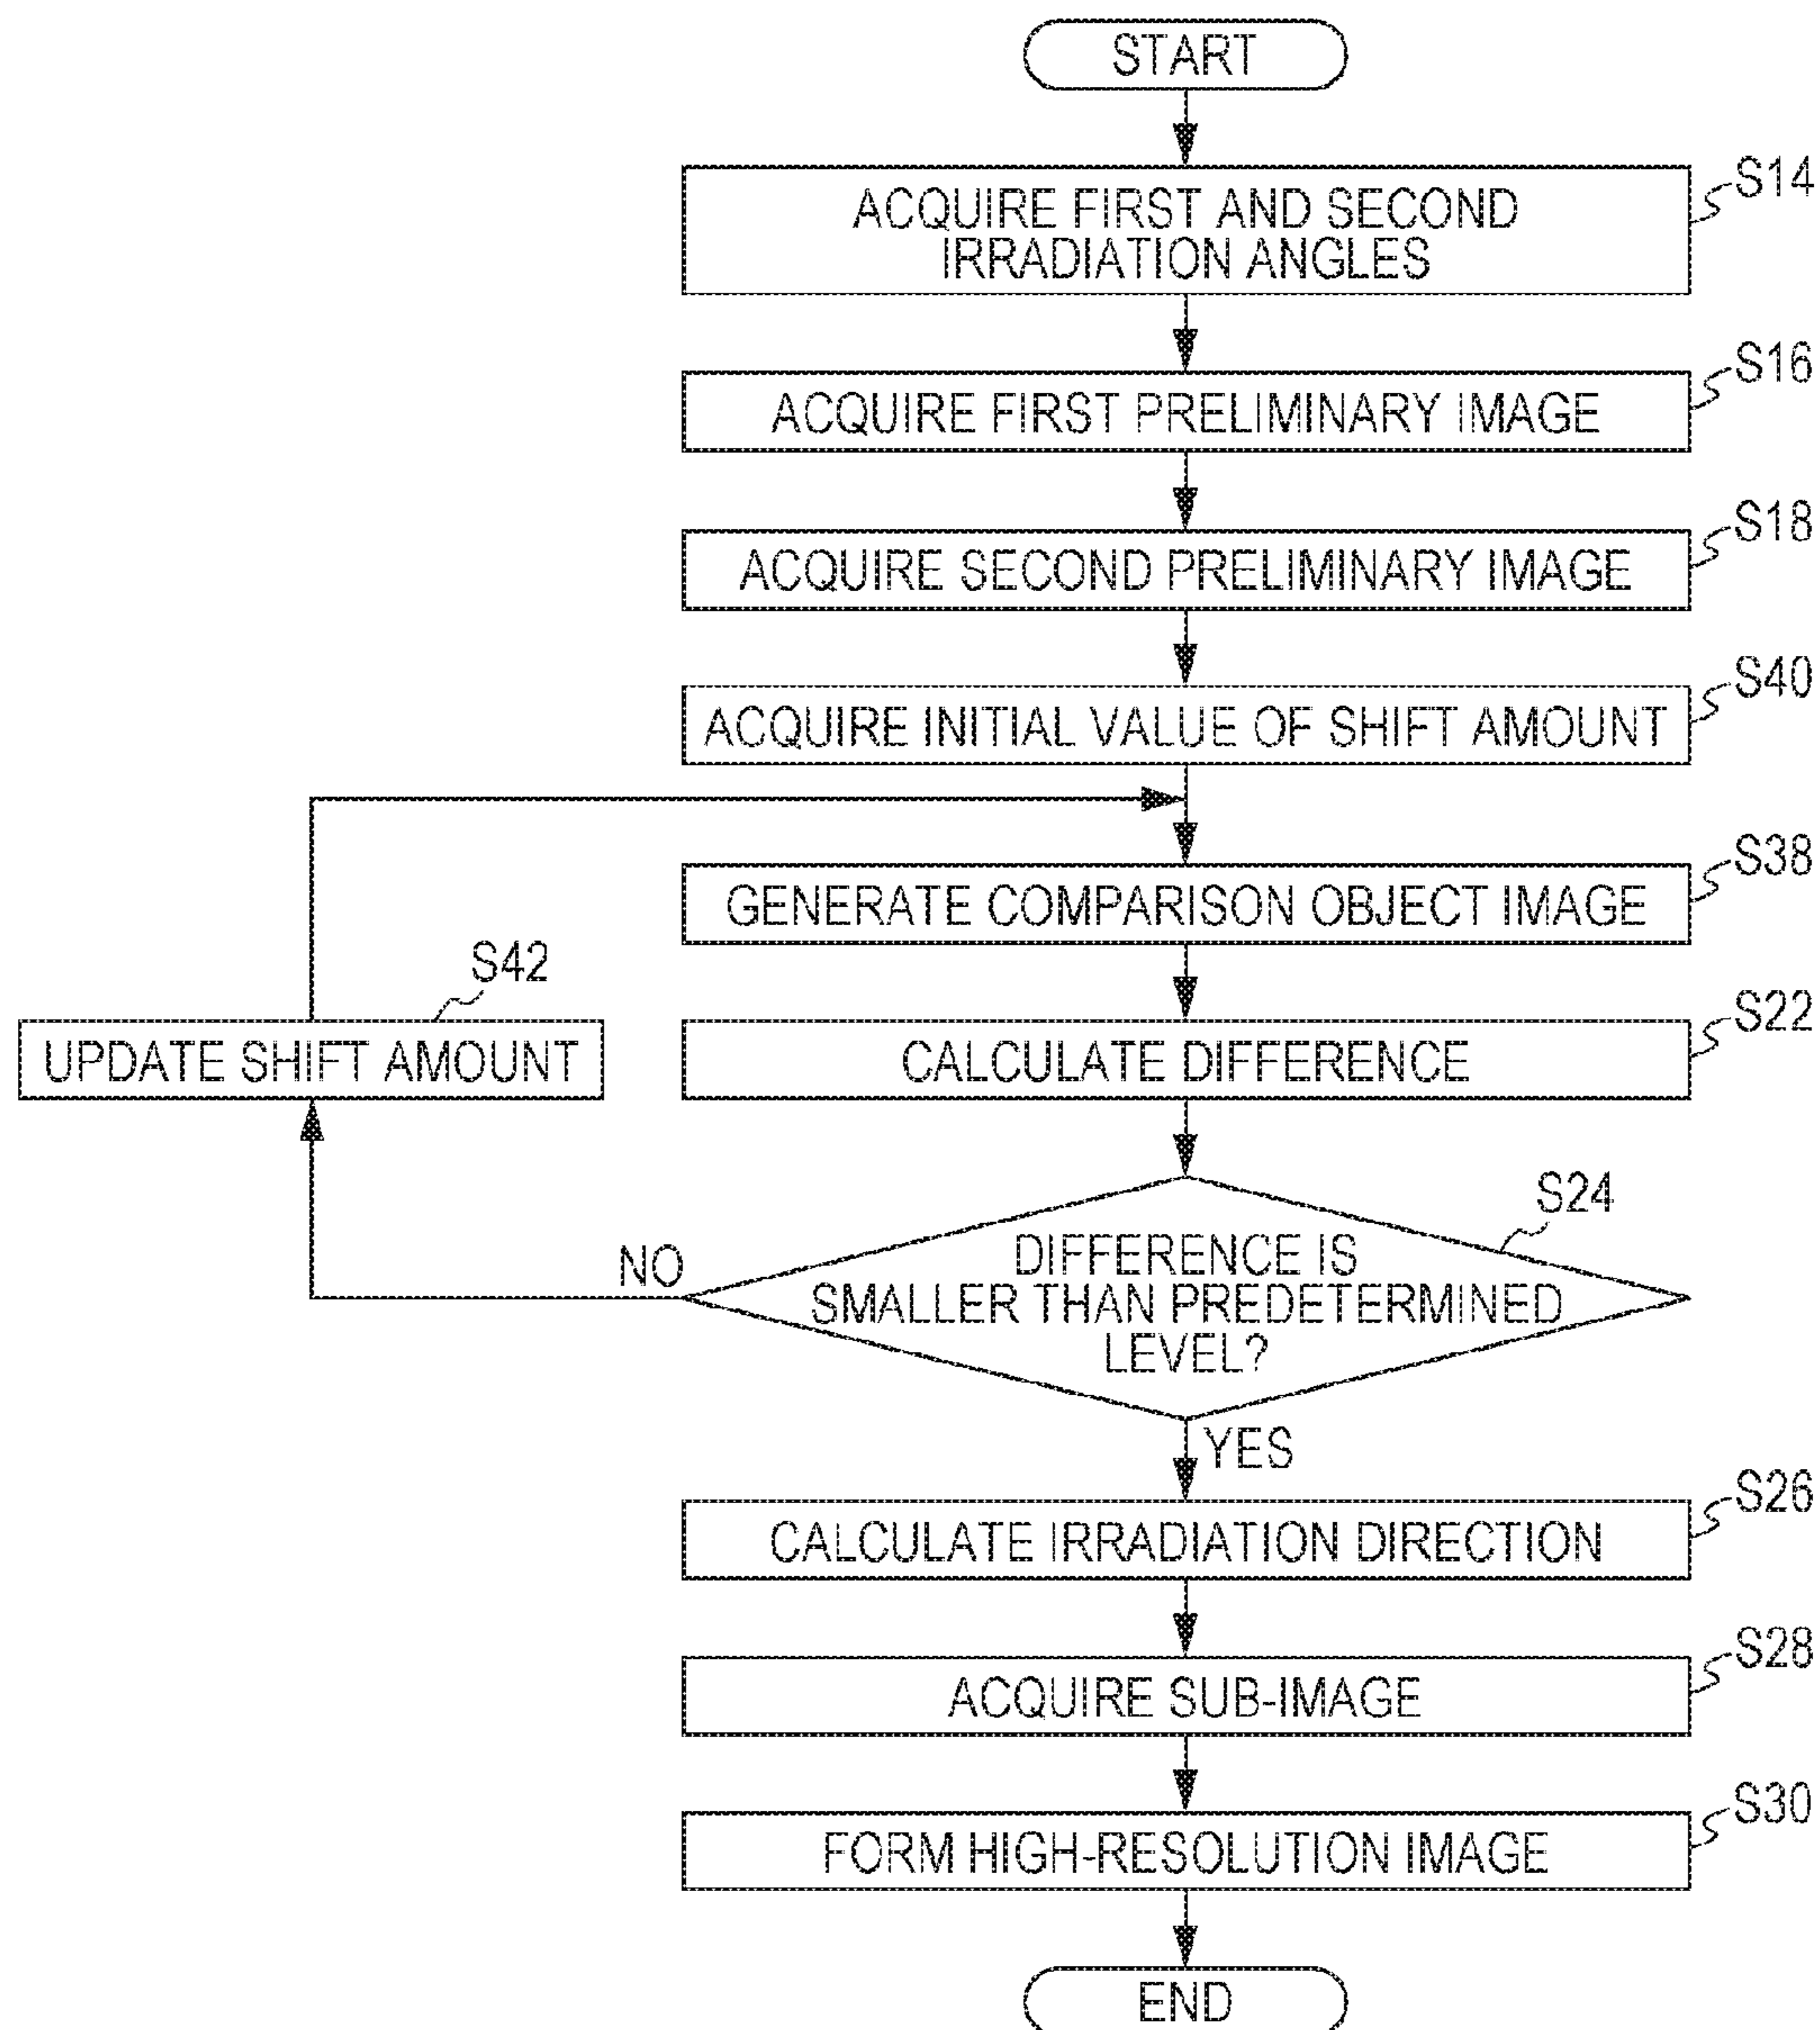 START
S14
ACQUIRE FIRST AND SECOND
IRRADIATION ANGLES
S16
ACQUIRE FIRST PRELIMINARY IMAGE
S18
ACQUIRE SECOND PRELIMINARY IMAGE
S40
ACQUIRE INITIAL VALUE OF SHIFT AMOUNT
S38
GENERATE COMPARISON OBJECT IMAGE
S42
UPDATE SHIFT AMOUNT
S22
CALCULATE DIFFERENCE
S24
DIFFERENCE IS
SMALLER THAN PREDETERMINED
LEVEL?
NO
YES
S26
CALCULATE IRRADIATION DIRECTION
S28
ACQUIRE SUB-IMAGE
S30
FORM HIGH-RESOLUTION IMAGE
END